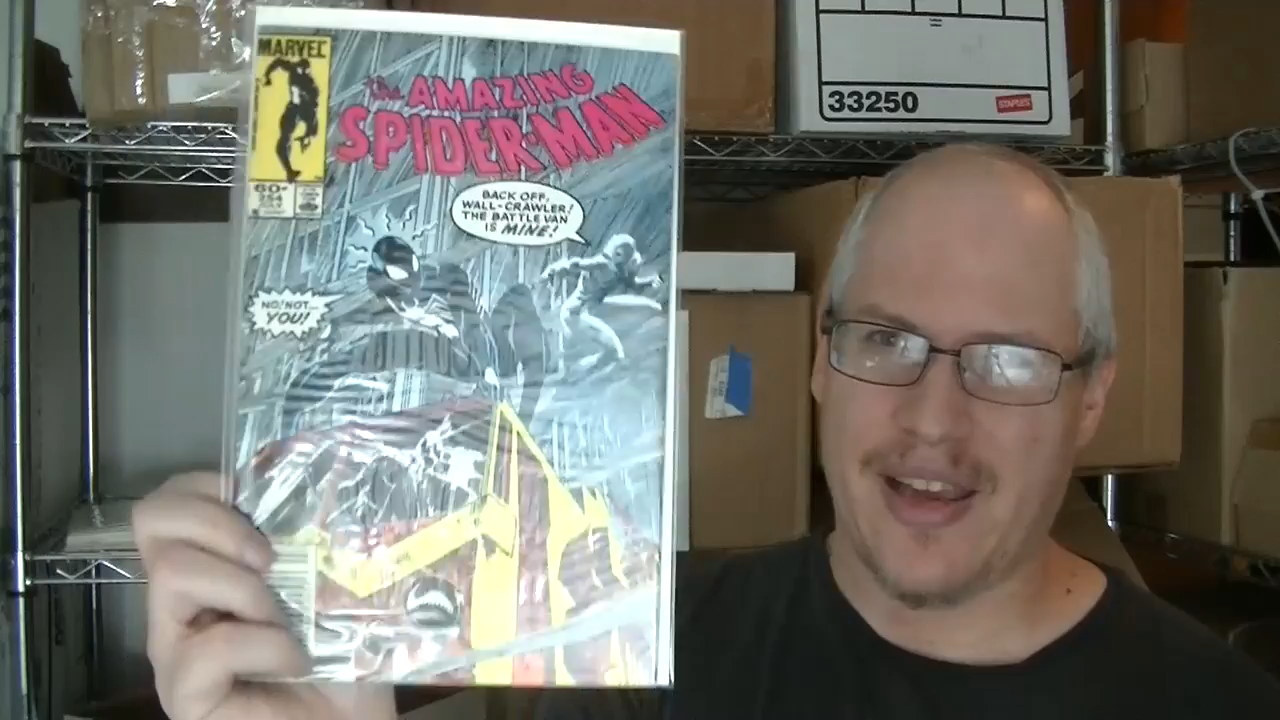 MARVEL
the AMAZING
SPIDER-MAN
60¢
254
BACK OFF,
WALL-CRAWLER!
THE BATTLE VAN
IS MINE!
NO! NOT...
YOU!
33250
STAPLES